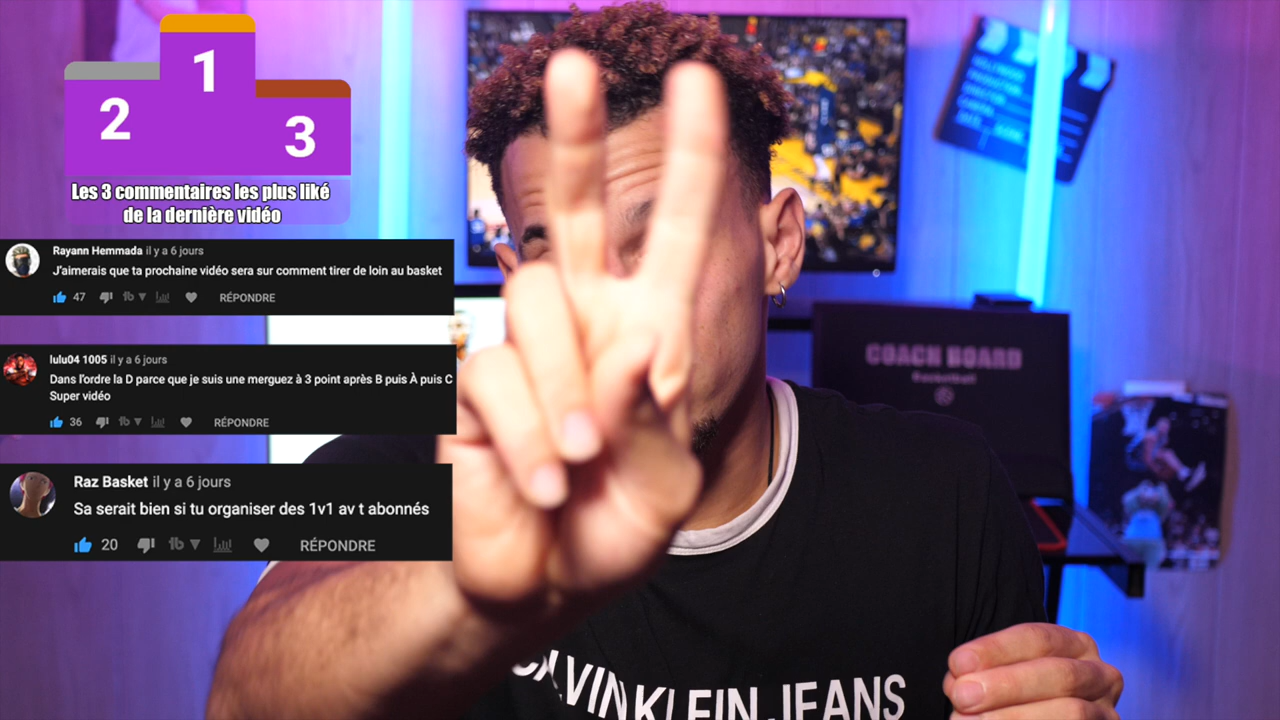 1
2
3
Les 3 commentaires les plus liké
de la dernière vidéo
Rayann Hemmada il y a 6 jours
J'aimerais que ta prochaine vidéo sera sur comment tirer de loin au basket
47 RÉPONDRE
lulu04 1005 il y a 6 jours
Dans l'ordre la D parce que je suis une merguez à 3 point après B puis À puis C
Super vidéo
36 RÉPONDRE
Raz Basket il y a 6 jours
Sa serait bien si tu organiser des 1v1 av t abonnés
20 RÉPONDRE
COACH BOARD
Basketball
CALVIN KLEIN JEANS